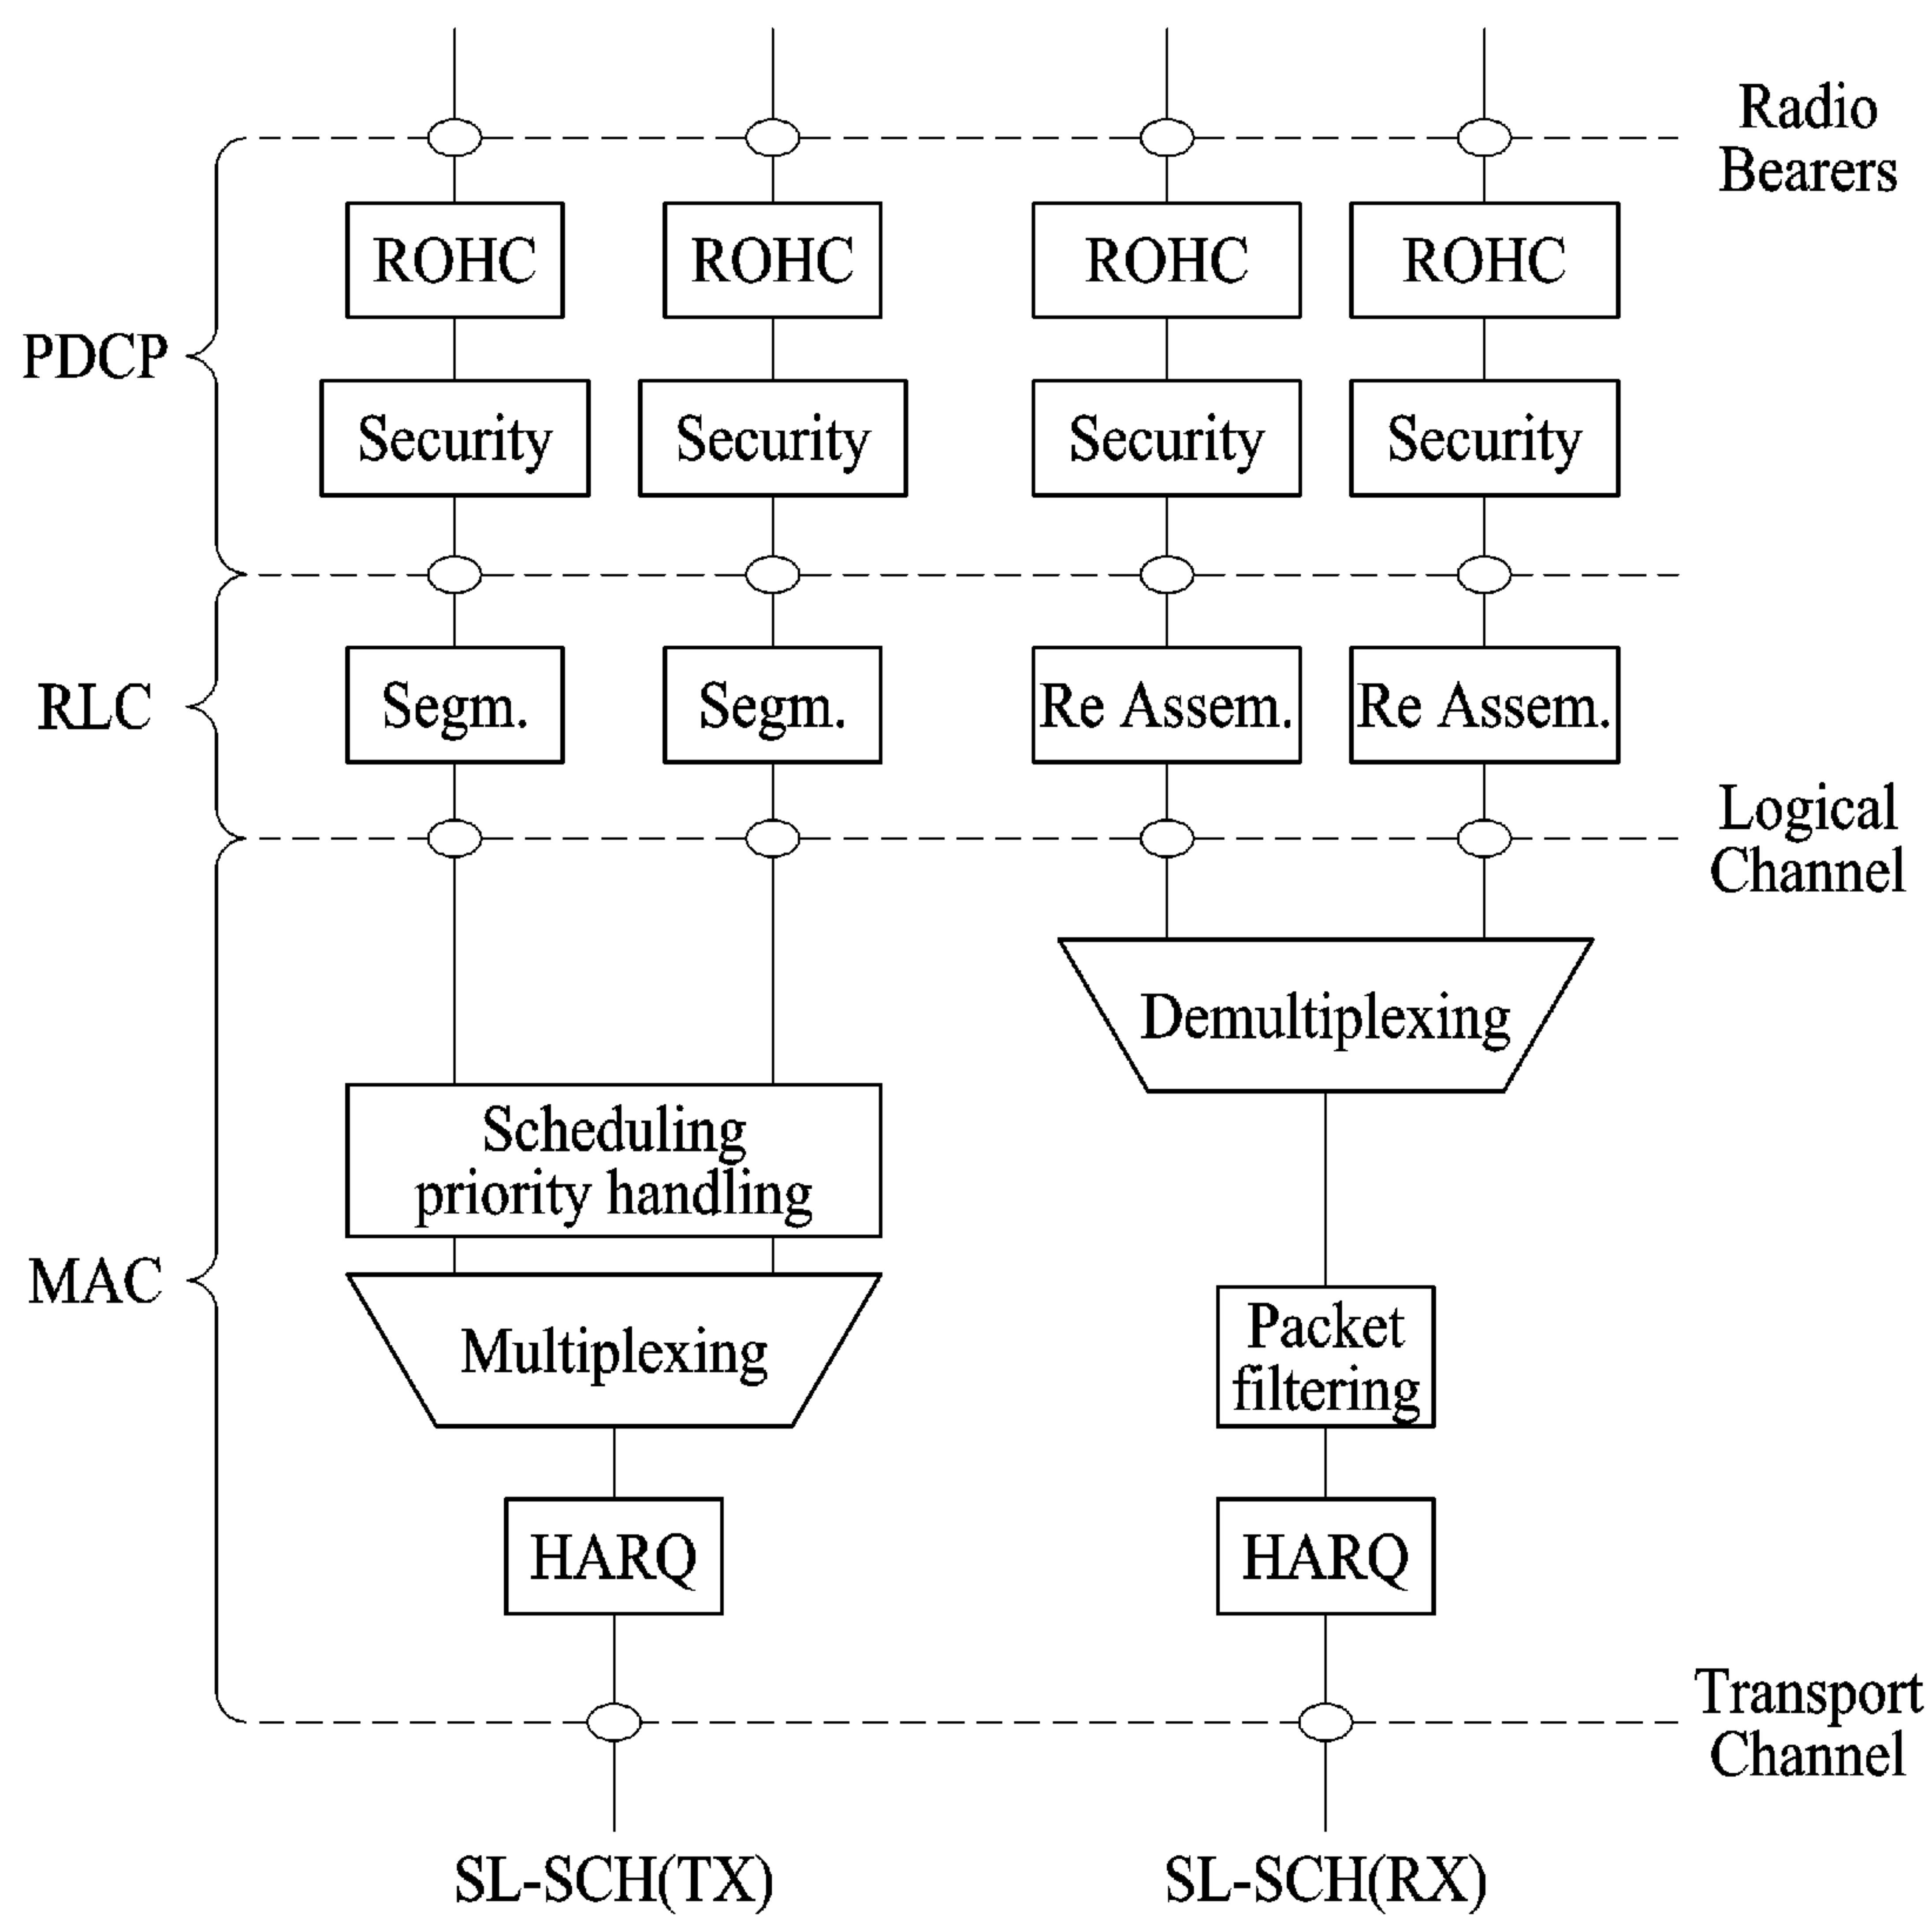 Radio
Bearers
ROHC
ROHC
ROHC
ROHC
PDCP
Security
Security
Security
Security
RLC
Segm.
Segm.
Re Assem.
Re Assem.
Logical
Channel
Demultiplexing
Scheduling
priority handling
MAC
Multiplexing
Packet
filtering
HARQ
HARQ
Transport
Channel
SL-SCH(TX)
SL-SCH(RX)